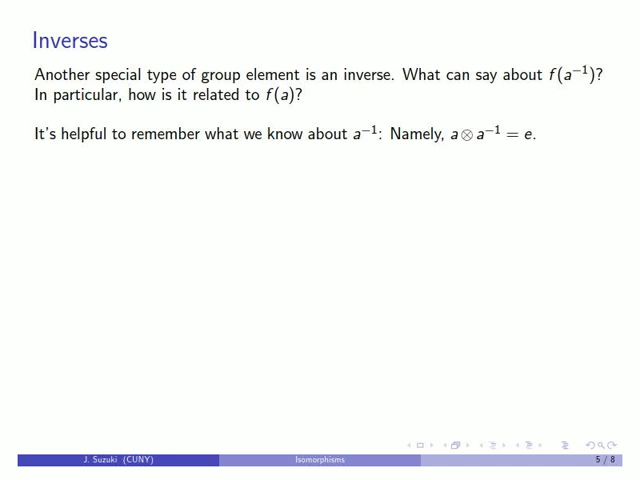 Inverses
Another special type of group element is an inverse. What can say about f(a⁻¹)?
In particular, how is it related to f(a)?
It's helpful to remember what we know about a⁻¹: Namely, a ⊗ a⁻¹ = e.
J. Suzuki (CUNY) Isomorphisms 5 / 8